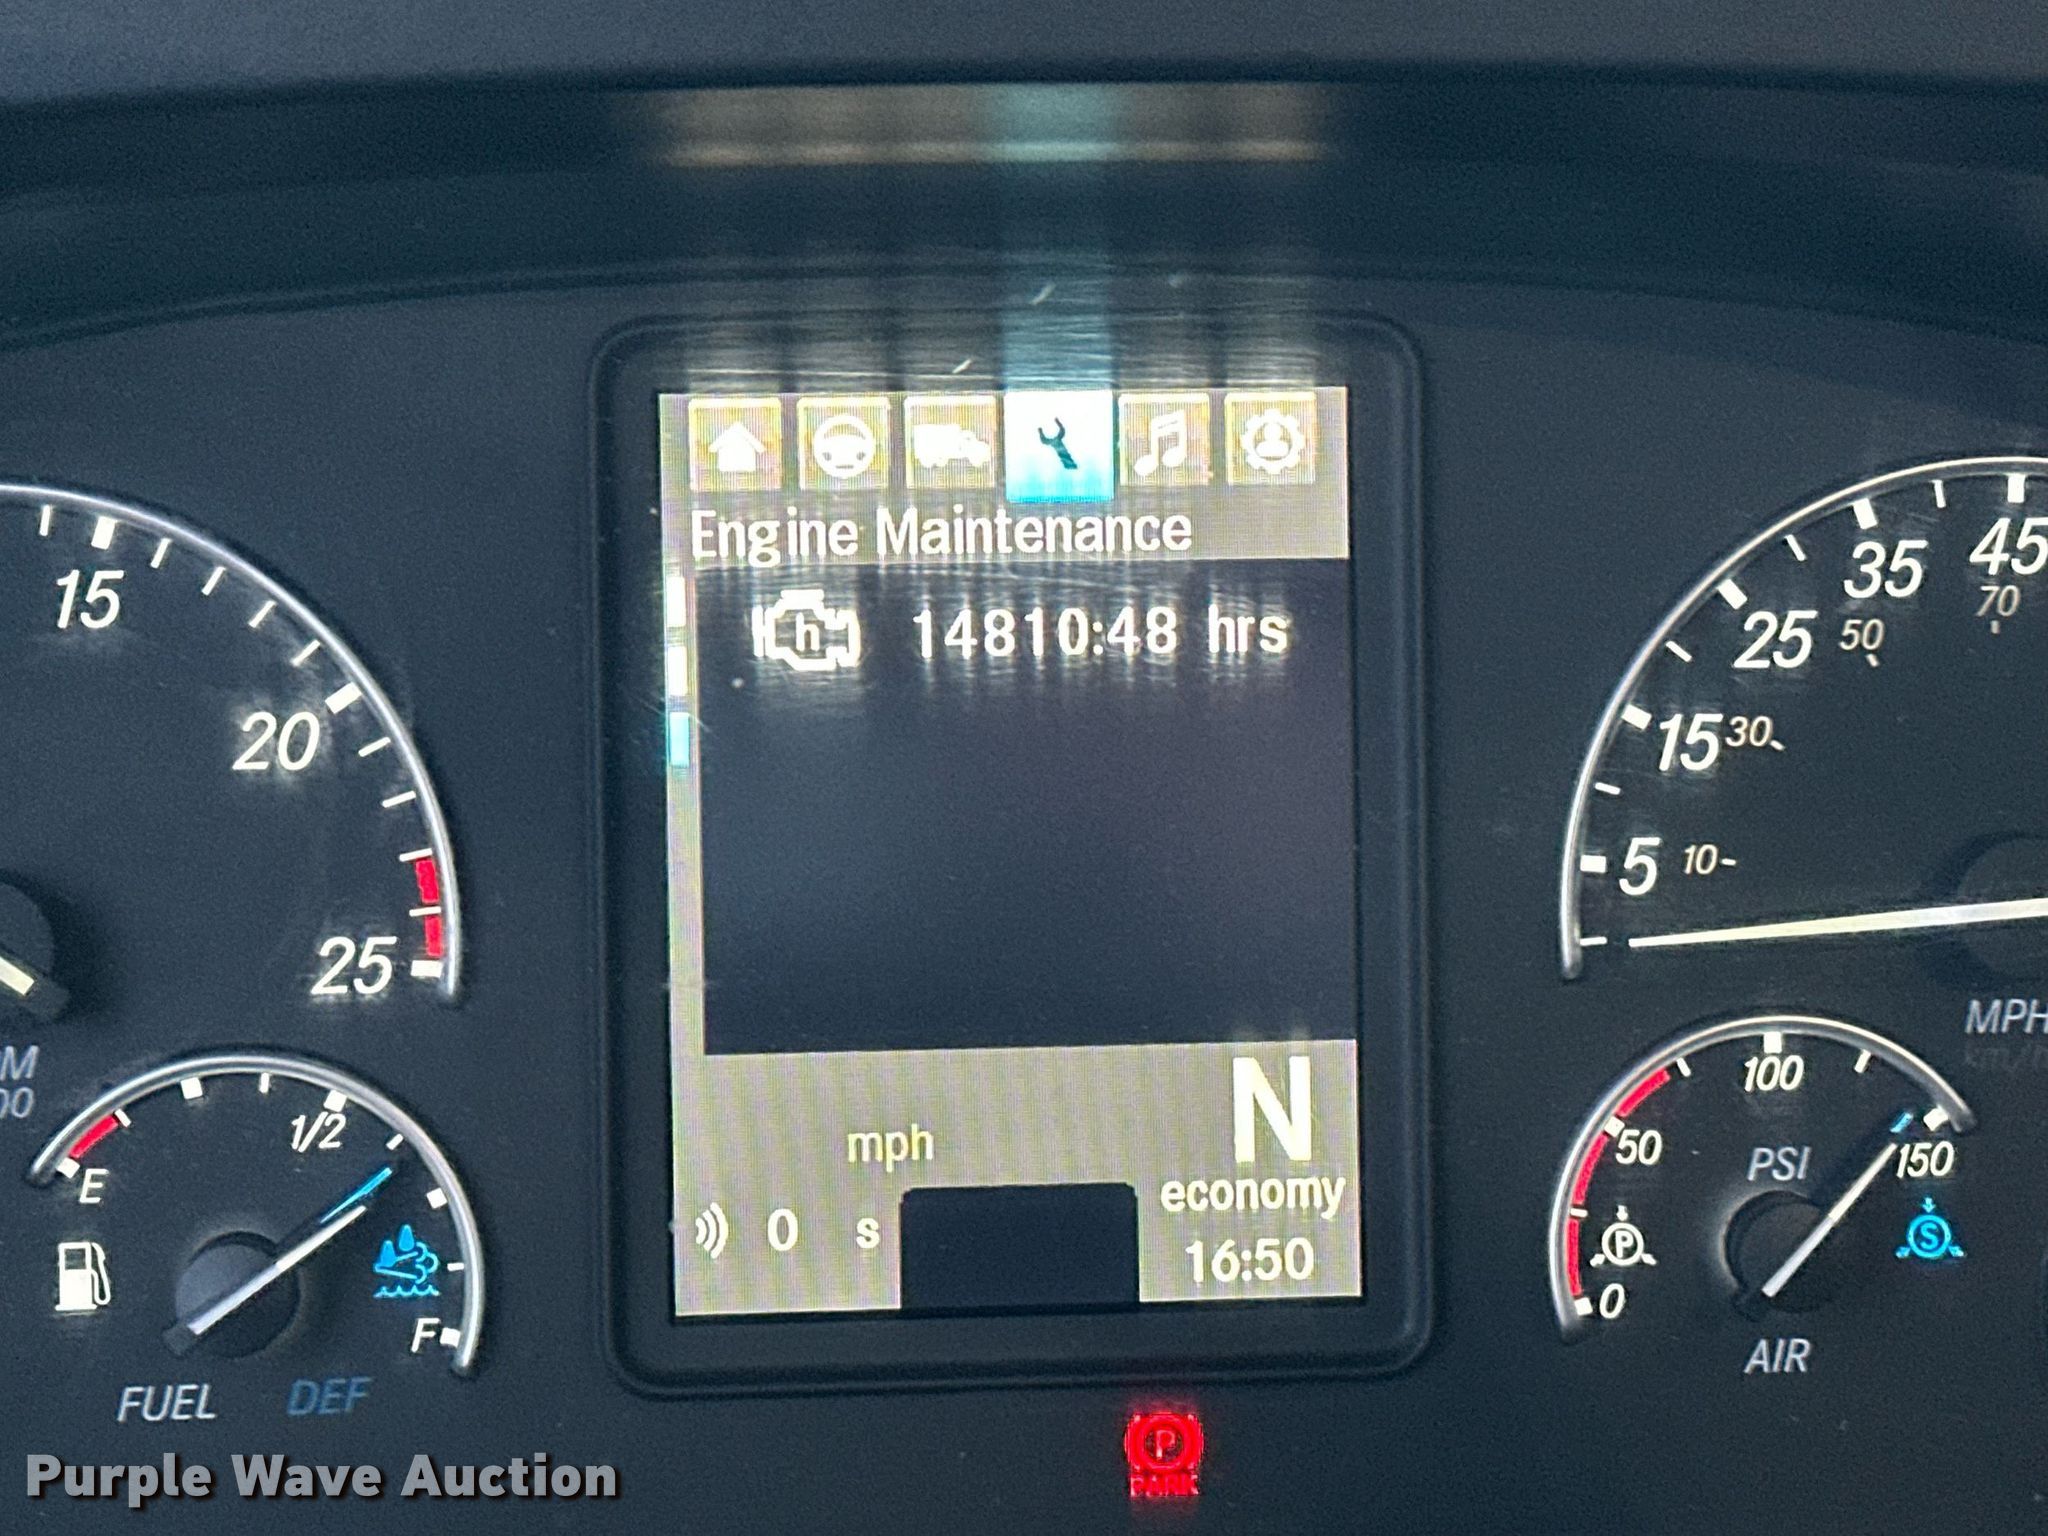 Engine Maintenance
h 14810:48 hrs
15
20
25
E
1/2
F
FUEL DEF
mph
N
economy
0 s
16:50
5
15
25
35
45
10
30
50
70
MPH
km/h
0
50
100
150
PSI
P
S
AIR
P
PARK
Purple Wave Auction